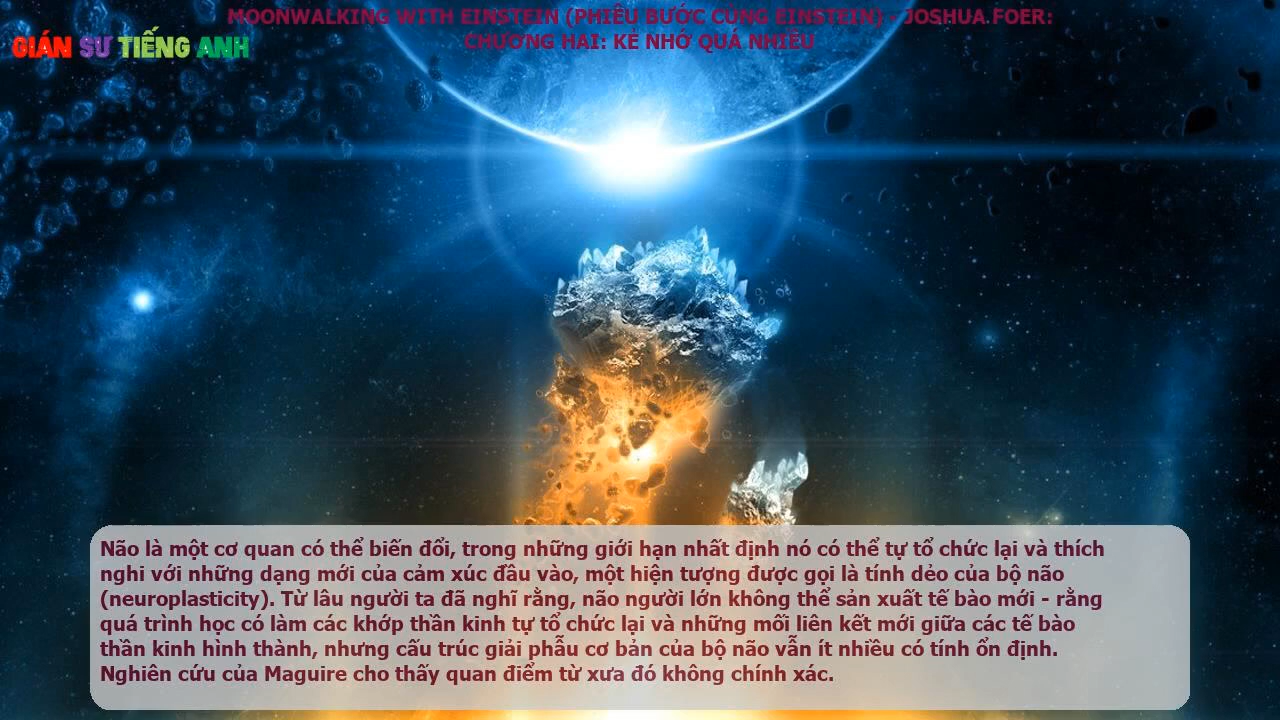 MOONWALKING WITH EINSTEIN (PHIÊU BƯỚC CÙNG EINSTEIN) - JOSHUA FOER:
CHƯƠNG HAI: KẺ NHỚ QUÁ NHIỀU
GIÁN SƯ TIẾNG ANH
Não là một cơ quan có thể biến đổi, trong những giới hạn nhất định nó có thể tự tổ chức lại và thích
nghi với những dạng mới của cảm xúc đầu vào, một hiện tượng được gọi là tính dẻo của bộ não
(neuroplasticity). Từ lâu người ta đã nghĩ rằng, não người lớn không thể sản xuất tế bào mới - rằng
quá trình học có làm các khớp thần kinh tự tổ chức lại và những mối liên kết mới giữa các tế bào
thần kinh hình thành, nhưng cấu trúc giải phẫu cơ bản của bộ não vẫn ít nhiều có tính ổn định.
Nghiên cứu của Maguire cho thấy quan điểm từ xưa đó không chính xác.